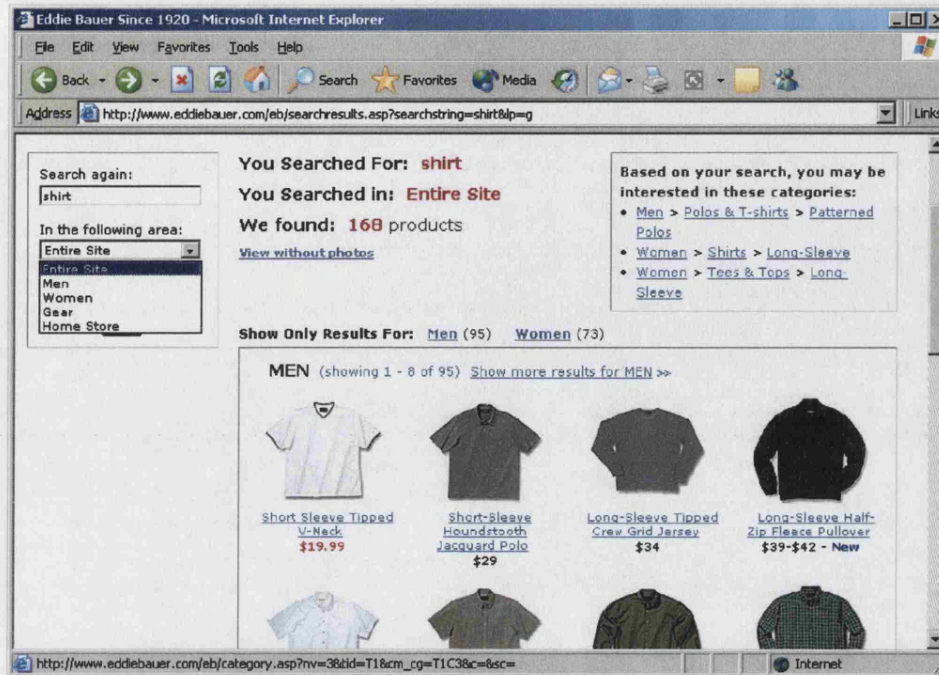 Eddie Bauer Since 1920 - Microsoft Internet Explorer
File Edit View Favorites Tools Help
Back Search Favorites Media
Address http://www.eddiebauer.com/eb/searchresults.asp?searchstring=shirt&lp=g Links
Search again:
shirt
In the following area:
Entire Site
Entire Site
Men
Women
Gear
Home Store
You Searched For: shirt
You Searched in: Entire Site
We found: 168 products
View without photos
Based on your search, you may be
interested in these categories:
• Men > Polos & T-shirts > Patterned
Polos
• Women > Shirts > Long-Sleeve
• Women > Tees & Tops > Long-
Sleeve
Show Only Results For: Men (95) Women (73)
MEN (showing 1 - 8 of 95) Show more results for MEN >>
Short Sleeve Tipped
V-Neck
$19.99
Short-Sleeve
Houndstooth
Jacquard Polo
$29
Long-Sleeve Tipped
Crew Grid Jersey
$34
Long-Sleeve Half-
Zip Fleece Pullover
$39-$42 - New
http://www.eddiebauer.com/eb/category.asp?nv=3&tid=T1&cm_cg=T1C3&c=&sc= Internet